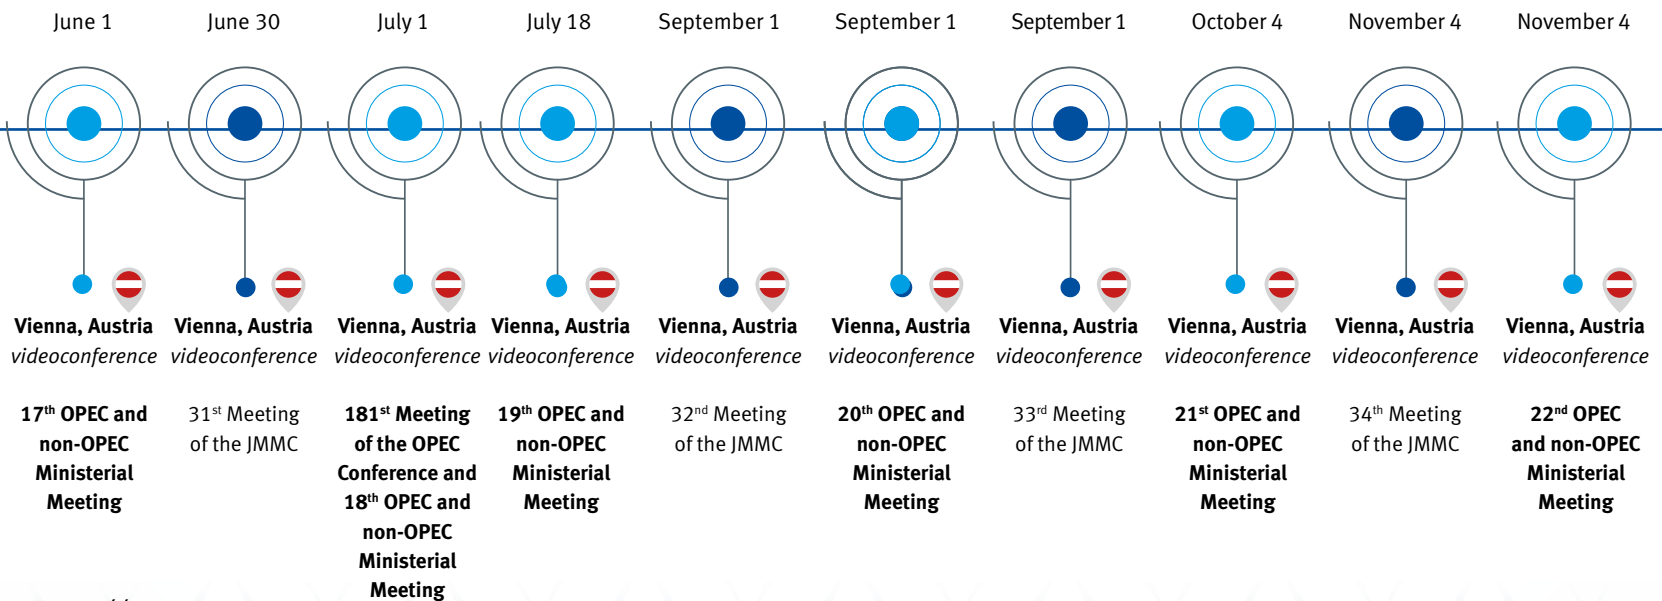 June 1
June 30
July 1
July 18
September 1
September 1
September 1
October 4
November 4
November 4
Vienna, Austria
videoconference
Vienna, Austria
videoconference
Vienna, Austria
videoconference
Vienna, Austria
videoconference
Vienna, Austria
videoconference
Vienna, Austria
videoconference
Vienna, Austria
videoconference
Vienna, Austria
videoconference
Vienna, Austria
videoconference
Vienna, Austria
videoconference
17th OPEC and
non-OPEC
Ministerial
Meeting
31st Meeting
of the JMMC
181st Meeting
of the OPEC
Conference and
18th OPEC and
non-OPEC
Ministerial
Meeting
19th OPEC and
non-OPEC
Ministerial
Meeting
32nd Meeting
of the JMMC
20th OPEC and
non-OPEC
Ministerial
Meeting
33rd Meeting
of the JMMC
21st OPEC and
non-OPEC
Ministerial
Meeting
34th Meeting
of the JMMC
22nd OPEC
and non-OPEC
Ministerial
Meeting